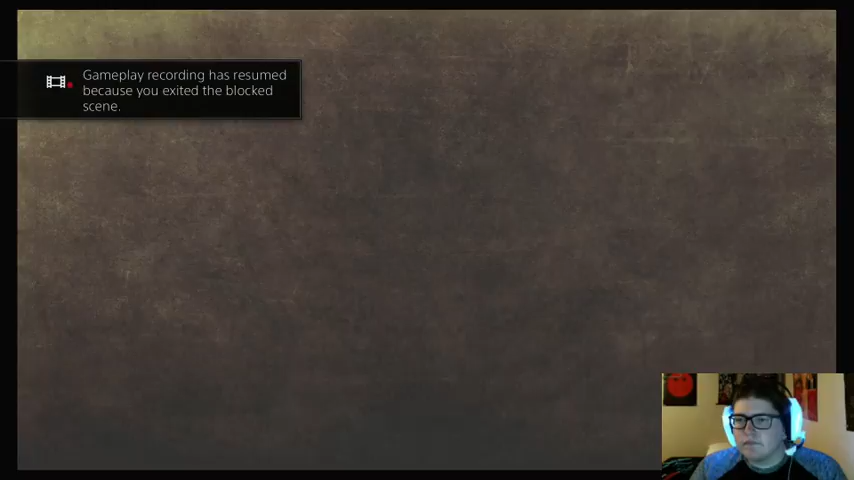 Gameplay recording has resumed
because you exited the blocked
scene.